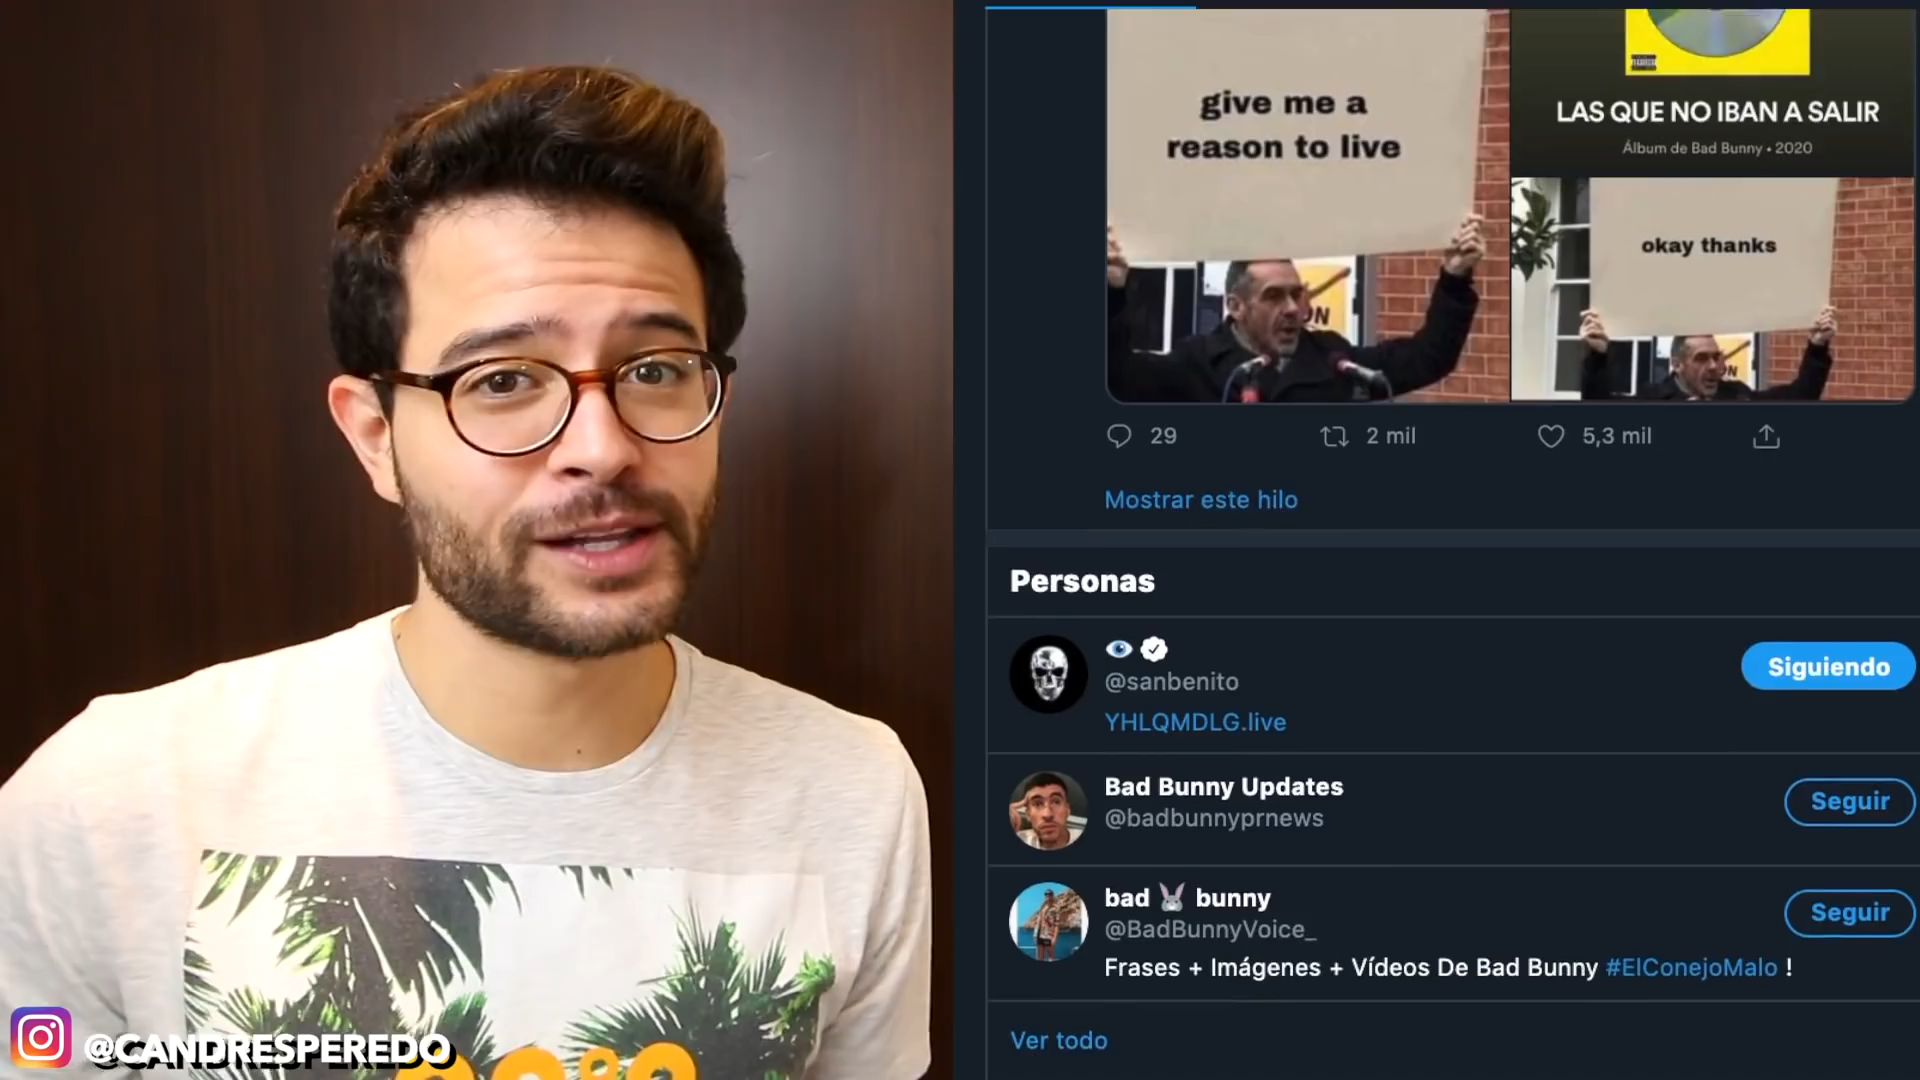 give me a
reason to live
ON
LAS QUE NO IBAN A SALIR
Álbum de Bad Bunny • 2020
okay thanks
ON
29
2 mil
5,3 mil
Mostrar este hilo
Personas
@sanbenito
YHLQMDLG.live
Siguiendo
Bad Bunny Updates
@badbunnyprnews
Seguir
bad bunny
@BadBunnyVoice_
Seguir
Frases + Imágenes + Vídeos De Bad Bunny #ElConejoMalo !
Ver todo
@CANDRESPEREDO